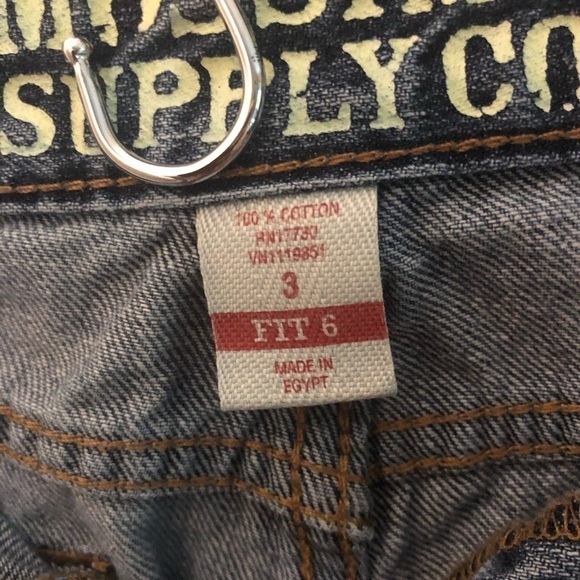 SUPPLY CO
100 % COTTON
RN17730
VN1119851
3
FIT 6
MADE IN
EGYPT